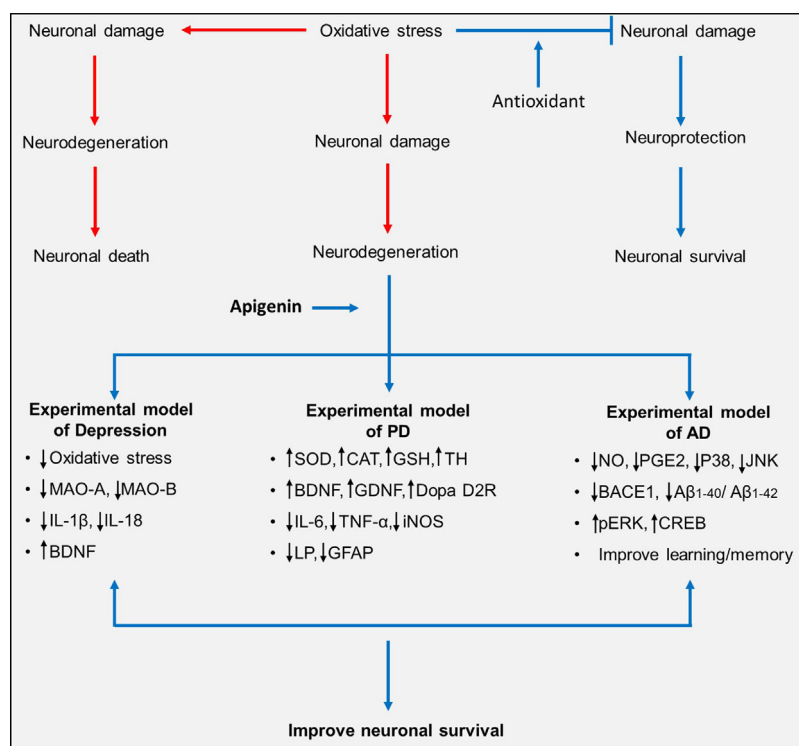 Neuronal damage
Oxidative stress
Neuronal damage
Antioxidant
Neurodegeneration
Neuronal damage
Neuroprotection
Neuronal death
Neurodegeneration
Neuronal survival
Apigenin
Experimental model
of Depression
• ↓Oxidative stress
• ↓MAO-A, ↓MAO-B
• ↓IL-1β, ↓IL-18
• ↑BDNF
Experimental model
of PD
• ↑SOD,↑CAT,↑GSH,↑TH
• ↑BDNF,↑GDNF,↑Dopa D2R
• ↓IL-6,↓TNF-α,↓iNOS
• ↓LP,↓GFAP
Experimental model
of AD
• ↓NO, ↓PGE2, ↓P38, ↓JNK
• ↓BACE1, ↓Aβ1-40/ Aβ1-42
• ↑pERK, ↑CREB
• Improve learning/memory
Improve neuronal survival